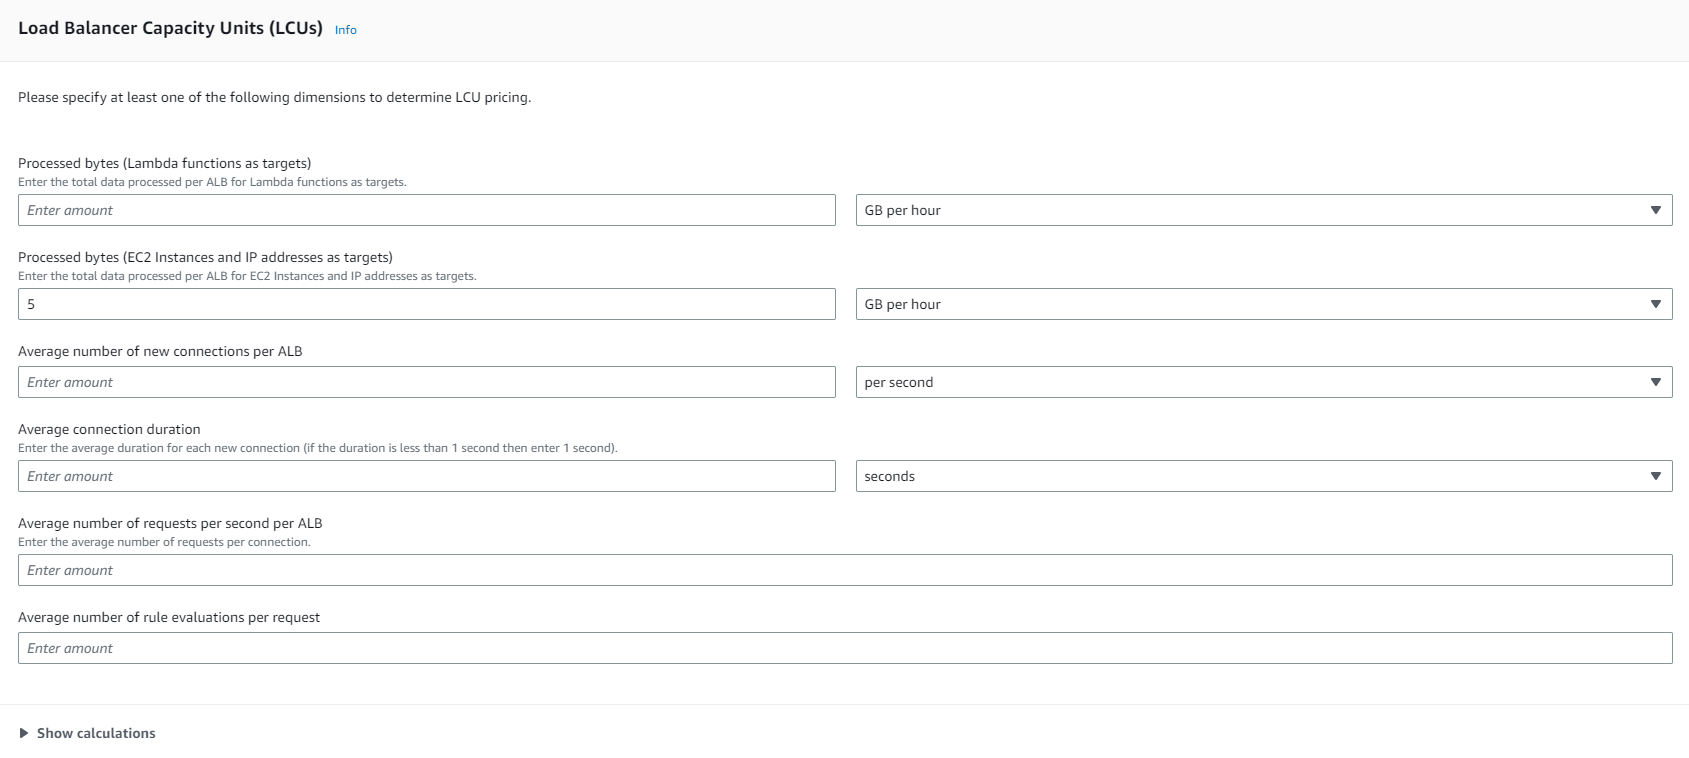 Load Balancer Capacity Units (LCUs) Info
Please specify at least one of the following dimensions to determine LCU pricing.
Processed bytes (Lambda functions as targets)
Enter the total data processed per ALB for Lambda functions as targets.
Enter amount GB per hour
Processed bytes (EC2 Instances and IP addresses as targets)
Enter the total data processed per ALB for EC2 Instances and IP addresses as targets.
5 GB per hour
Average number of new connections per ALB
Enter amount per second
Average connection duration
Enter the average duration for each new connection (if the duration is less than 1 second then enter 1 second).
Enter amount seconds
Average number of requests per second per ALB
Enter the average number of requests per connection.
Enter amount
Average number of rule evaluations per request
Enter amount
Show calculations